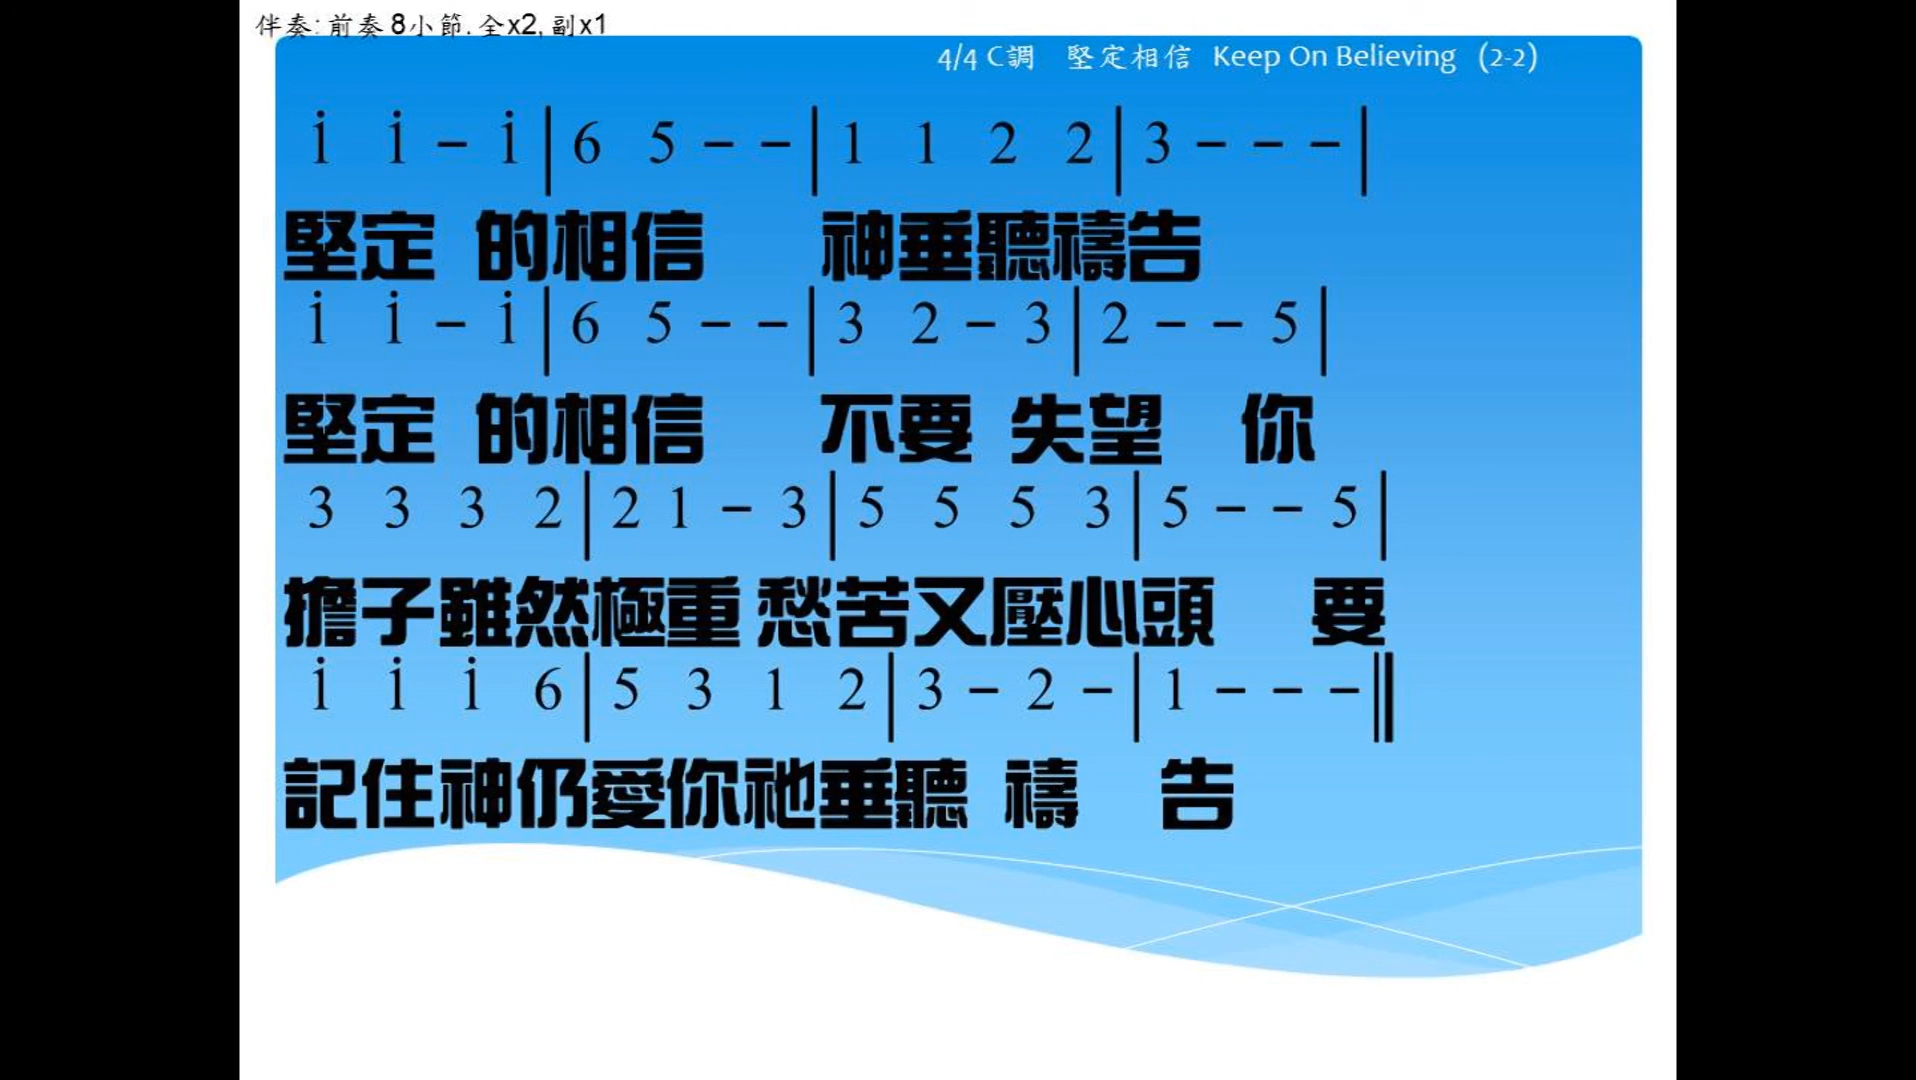 伴奏: 前奏 8小節. 全x2, 副x1
4/4 C調 堅定相信 Keep On Believing (2-2)
i i - i | 6 5 - - | 1 1 2 2 | 3 - - - |
堅定 的相信 神垂聽禱告
i i - i | 6 5 - - | 3 2 - 3 | 2 - - 5 |
堅定 的相信 不要 失望 你
3 3 3 2 | 2 1 - 3 | 5 5 5 3 | 5 - - 5 |
擔子雖然極重 愁苦又壓心頭 要
i i i 6 | 5 3 1 2 | 3 - 2 - | 1 - - - ||
記住神仍愛你祂垂聽 禱 告